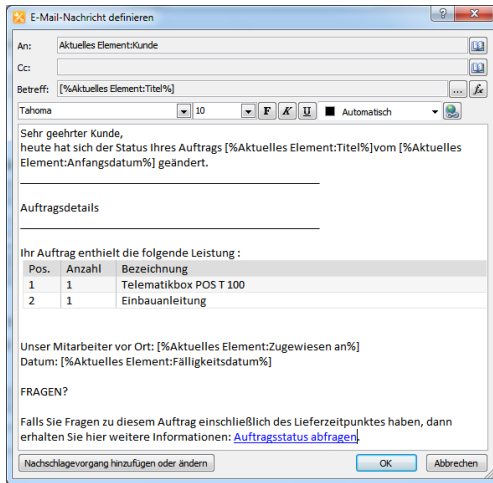 E-Mail-Nachricht definieren
An: Aktuelles Element:Kunde
Cc:
Betreff: [%Aktuelles Element:Titel%] ... fx
Tahoma 10 F K U Automatisch
Sehr geehrter Kunde,
heute hat sich der Status Ihres Auftrags [%Aktuelles Element:Titel%]vom [%Aktuelles
Element:Anfangsdatum%] geändert.
Auftragsdetails
Ihr Auftrag enthielt die folgende Leistung :
Pos. Anzahl Bezeichnung
1 1 Telematikbox POS T 100
2 1 Einbauanleitung
Unser Mitarbeiter vor Ort: [%Aktuelles Element:Zugewiesen an%]
Datum: [%Aktuelles Element:Fälligkeitsdatum%]
FRAGEN?
Falls Sie Fragen zu diesem Auftrag einschließlich des Lieferzeitpunktes haben, dann
erhalten Sie hier weitere Informationen: Auftragsstatus abfragen.
Nachschlagevorgang hinzufügen oder ändern OK Abbrechen